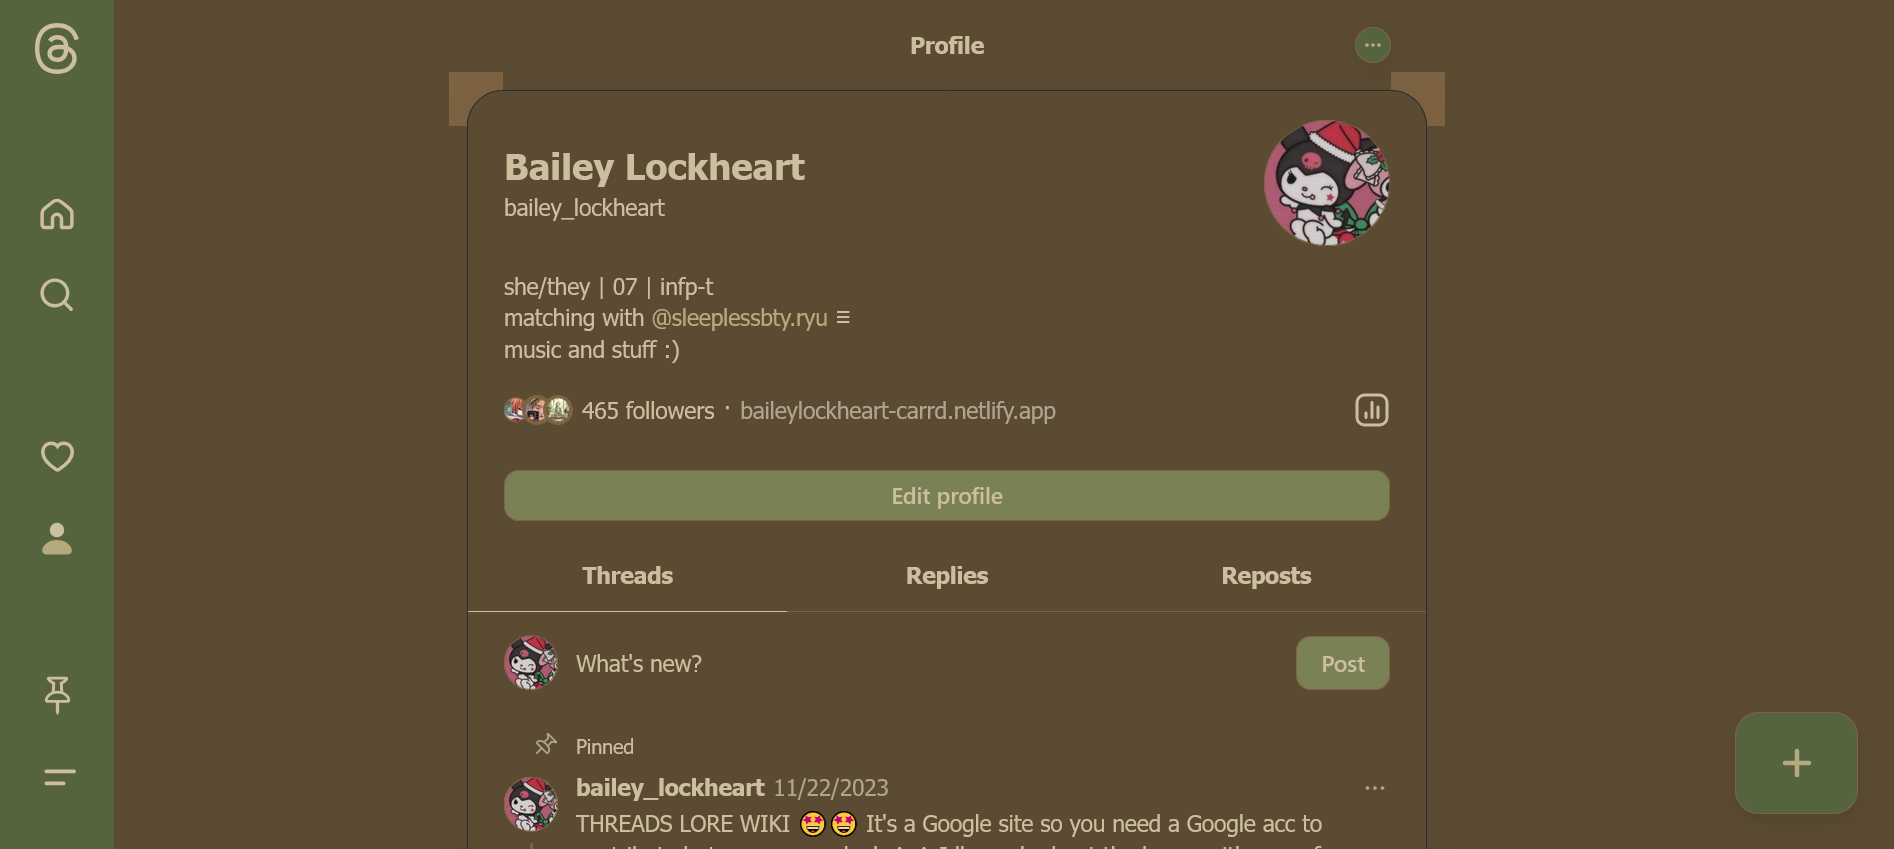 Profile
Bailey Lockheart
bailey_lockheart
she/they | 07 | infp-t
matching with @sleeplessbty.ryu ≡
music and stuff :)
465 followers · baileylockheart-carrd.netlify.app
Edit profile
Threads Replies Reposts
What's new? Post
Pinned
bailey_lockheart 11/22/2023
THREADS LORE WIKI 🤩🤩 It's a Google site so you need a Google acc to